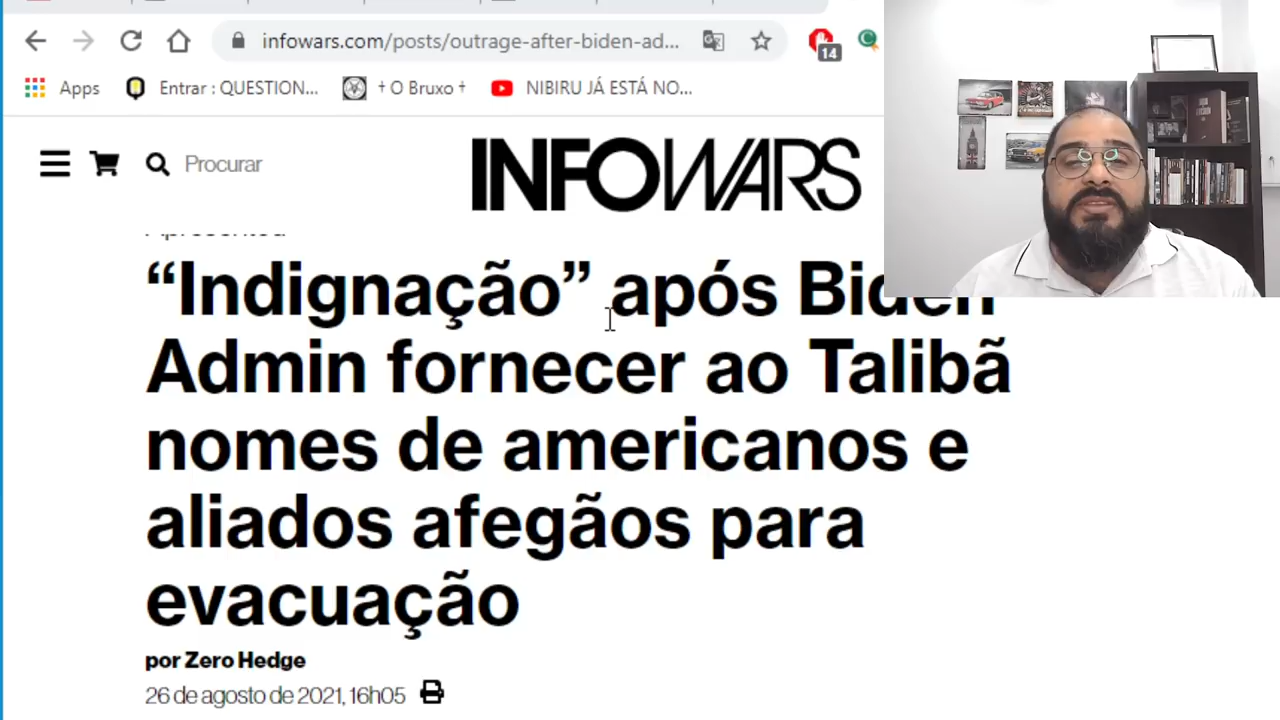 infowars.com/posts/outrage-after-biden-ad...
14
Apps
Entrar : QUESTION...
† O Bruxo †
NIBIRU JÁ ESTÁ NO...
Procurar
INFOWARS
“Indignação” após Biden
Admin fornecer ao Talibã
nomes de americanos e
aliados afegãos para
evacuação
por Zero Hedge
26 de agosto de 2021, 16h05